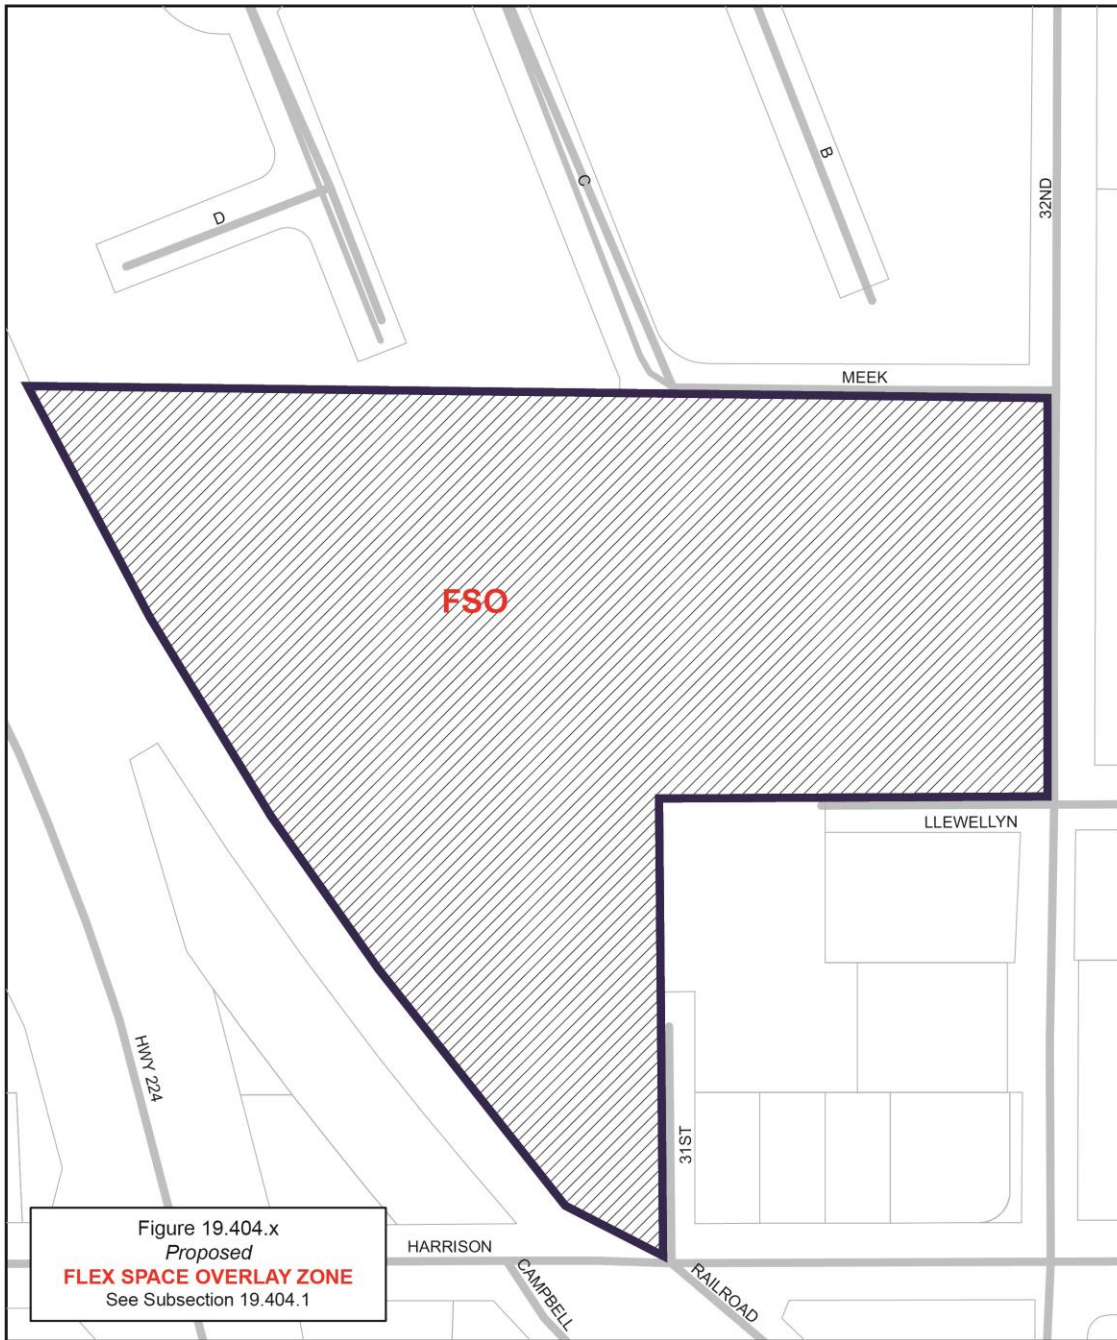 D
C
B
32ND
MEEK
FSO
LLEWELLYN
HWY 224
31ST
HARRISON
CAMPBELL
RAILROAD
Figure 19.404.x
Proposed
FLEX SPACE OVERLAY ZONE
See Subsection 19.404.1